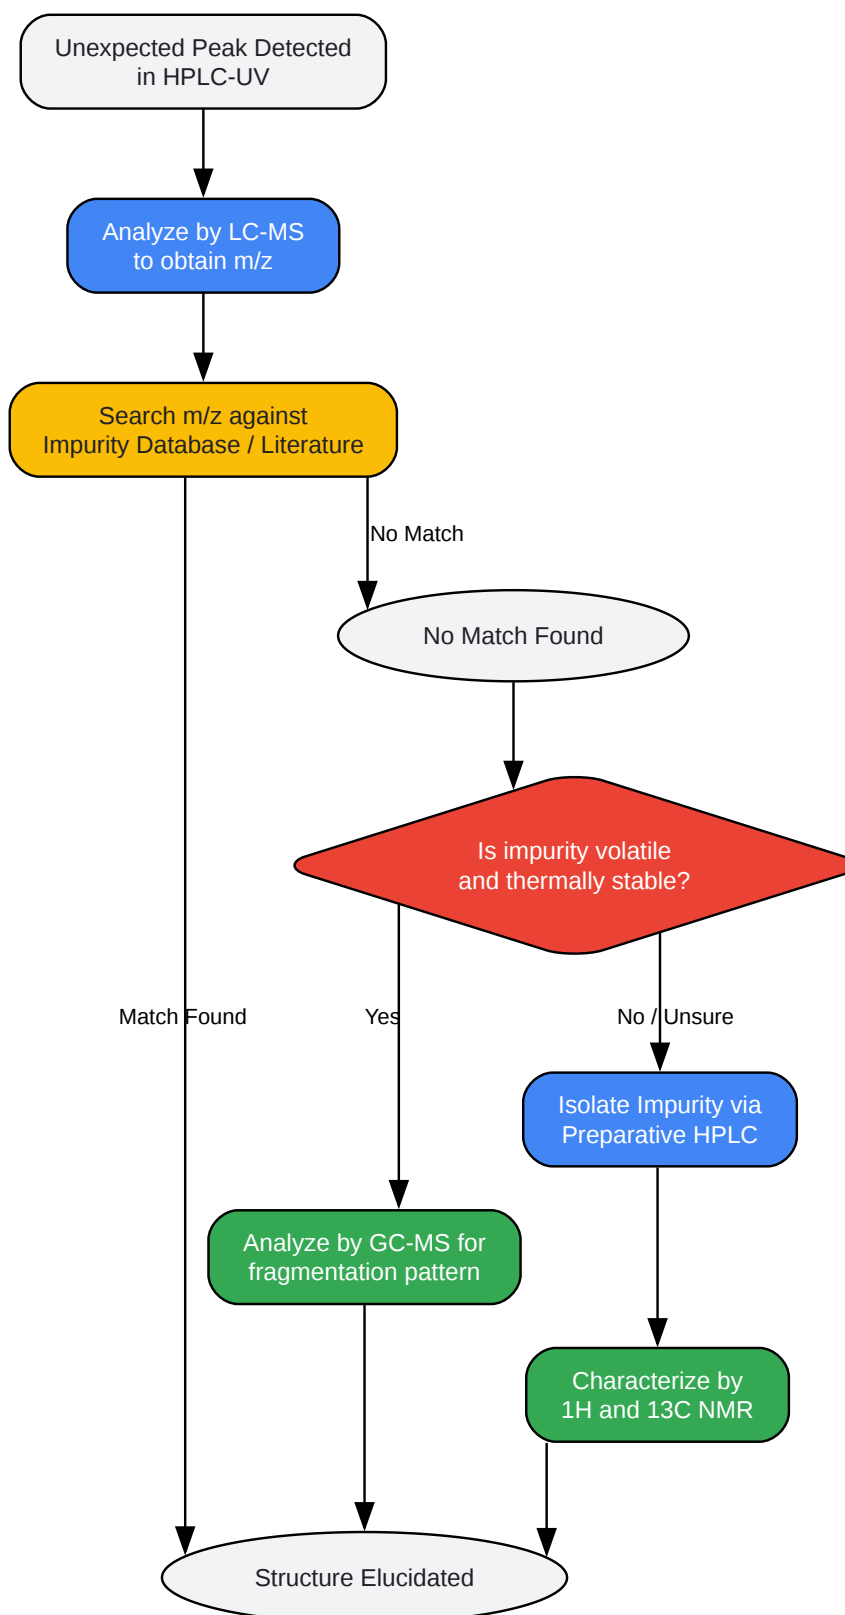 Unexpected Peak Detected
in HPLC-UV
Analyze by LC-MS
to obtain m/z
Search m/z against
Impurity Database / Literature
No Match
No Match Found
Is impurity volatile
and thermally stable?
Match Found
Yes
No / Unsure
Isolate Impurity via
Preparative HPLC
Analyze by GC-MS for
fragmentation pattern
Characterize by
1H and 13C NMR
Structure Elucidated